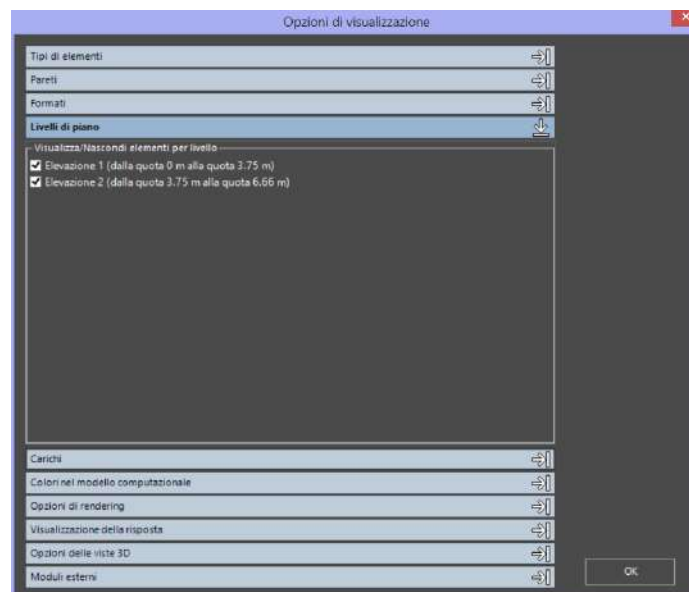 Opzioni di visualizzazione
Tipi di elementi
Pareti
Formati
Livelli di piano
Visualizza/Nascondi elementi per livello
Elevazione 1 (dalla quota 0 m alla quota 3.75 m)
Elevazione 2 (dalla quota 3.75 m alla quota 6.66 m)
Carichi
Colori nel modello computazionale
Opzioni di rendering
Visualizzazione della risposta
Opzioni delle viste 3D
Moduli esterni
OK